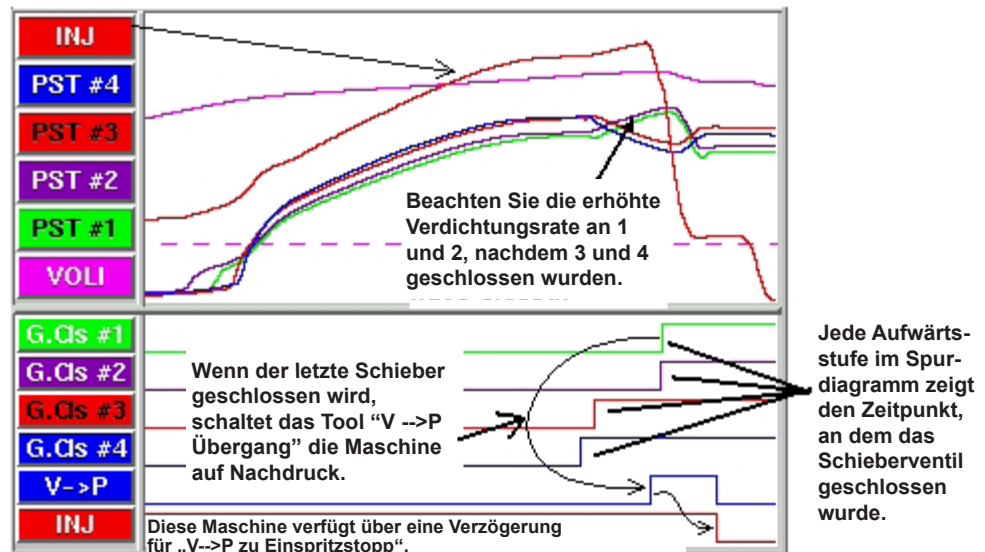 INJ
PST #4
PST #3
PST #2
PST #1
VOLI
Beachten Sie die erhöhte
Verdichtungsrate an 1
und 2, nachdem 3 und 4
geschlossen wurden.
G.Cls #1
G.Cls #2
G.Cls #3
G.Cls #4
V->P
INJ
Wenn der letzte Schieber
geschlossen wird,
schaltet das Tool “V -->P
Übergang” die Maschine
auf Nachdruck.
Diese Maschine verfügt über eine Verzögerung
für „V-->P zu Einspritzstopp“.
Jede Aufwärts-
stufe im Spur-
diagramm zeigt
den Zeitpunkt,
an dem das
Schieberventil
geschlossen
wurde.